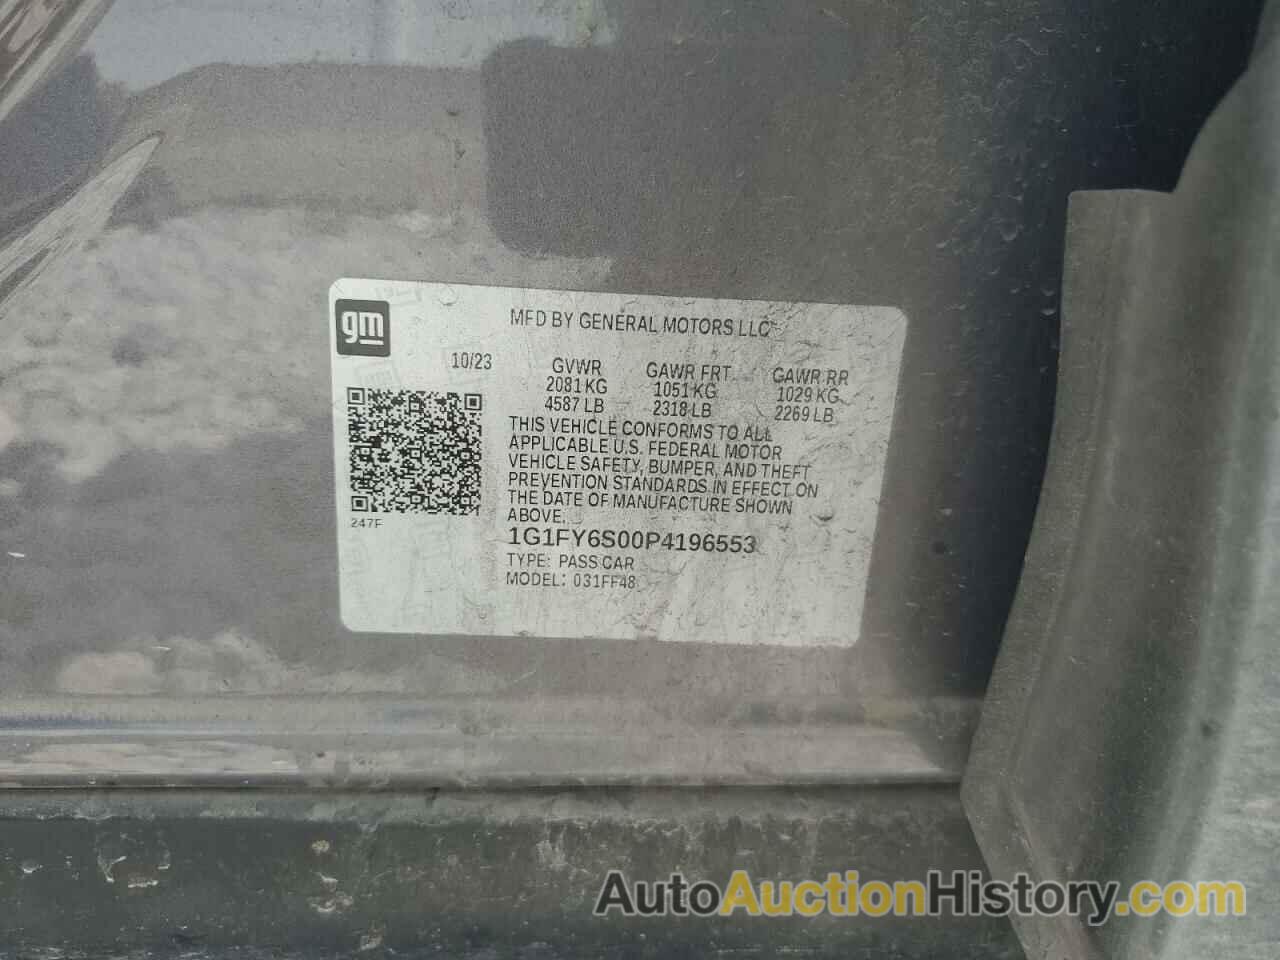 gm
MFD BY GENERAL MOTORS LLC
10/23
GVWR GAWR FRT GAWR RR
2081 KG 1051 KG 1029 KG
4587 LB 2318 LB 2269 LB
THIS VEHICLE CONFORMS TO ALL
APPLICABLE U.S. FEDERAL MOTOR
VEHICLE SAFETY, BUMPER, AND THEFT
PREVENTION STANDARDS IN EFFECT ON
THE DATE OF MANUFACTURE SHOWN
ABOVE.
247F
1G1FY6S00P4196553
TYPE: PASS CAR
MODEL: 031FF48
AutoAuctionHistory.com